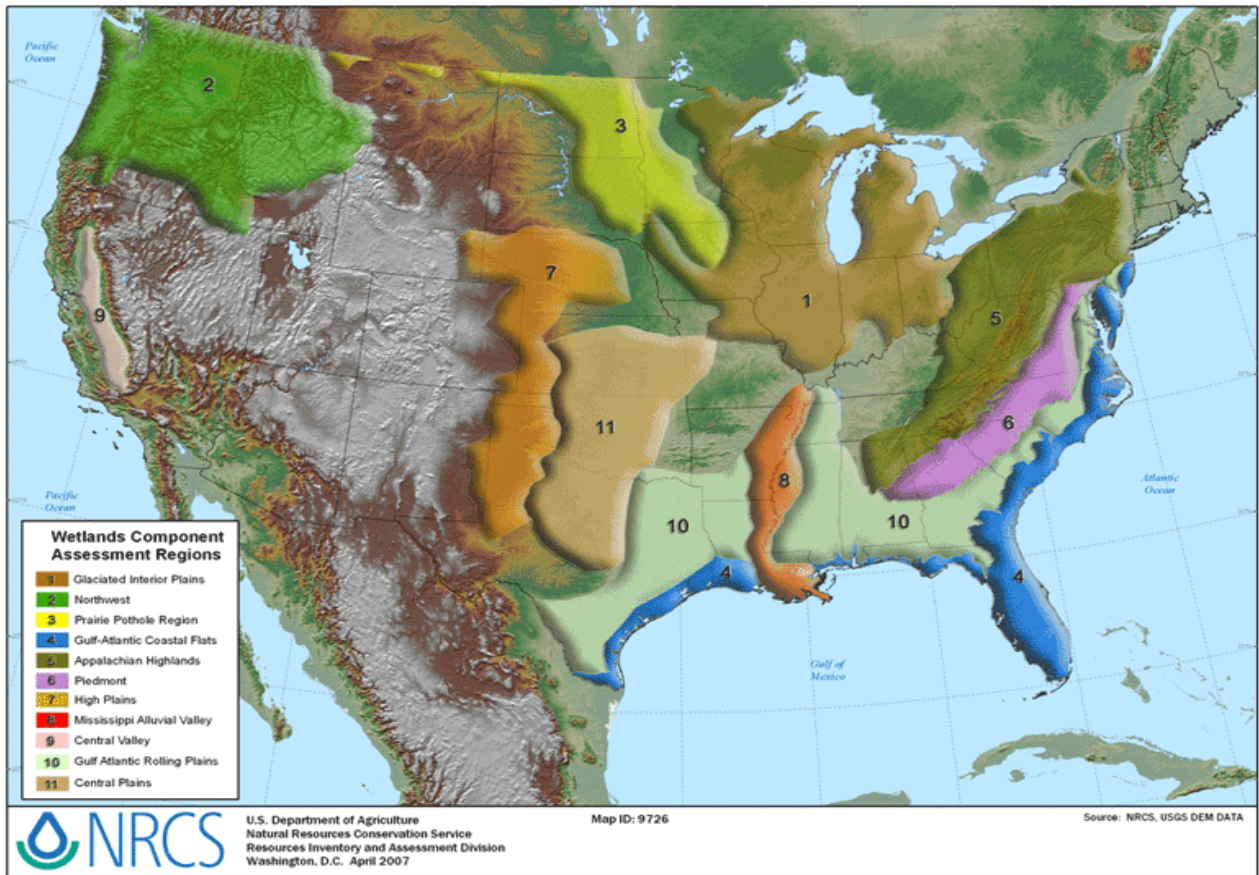 Pacific
Ocean
2
3
7
1
9
5
11
6
8
10
10
4
4
Pacific
Ocean
Atlantic
Ocean
Gulf of
Mexico
Wetlands Component
Assessment Regions
1 Glaciated Interior Plains
2 Northwest
3 Prairie Pothole Region
4 Gulf-Atlantic Coastal Flats
5 Appalachian Highlands
6 Piedmont
7 High Plains
8 Mississippi Alluvial Valley
9 Central Valley
10 Gulf Atlantic Rolling Plains
11 Central Plains
NRCS
U.S. Department of Agriculture
Natural Resources Conservation Service
Resources Inventory and Assessment Division
Washington, D.C. April 2007
Map ID: 9726
Source: NRCS, USGS DEM DATA